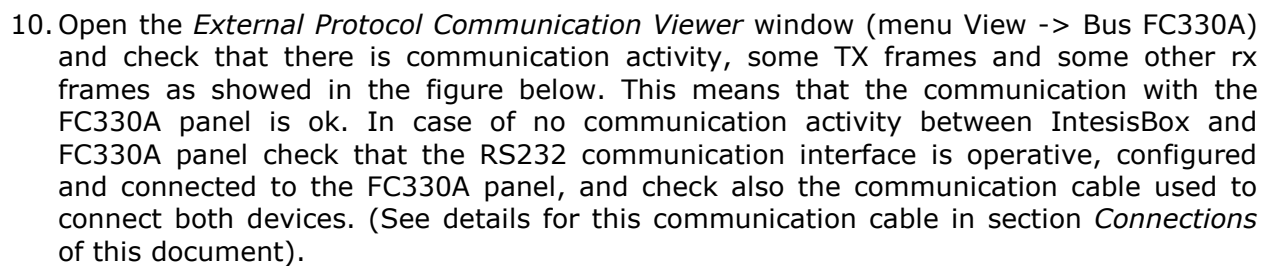 10. Open the External Protocol Communication Viewer window (menu View -> Bus FC330A)
and check that there is communication activity, some TX frames and some other rx
frames as showed in the figure below. This means that the communication with the
FC330A panel is ok. In case of no communication activity between IntesisBox and
FC330A panel check that the RS232 communication interface is operative, configured
and connected to the FC330A panel, and check also the communication cable used to
connect both devices. (See details for this communication cable in section Connections
of this document).